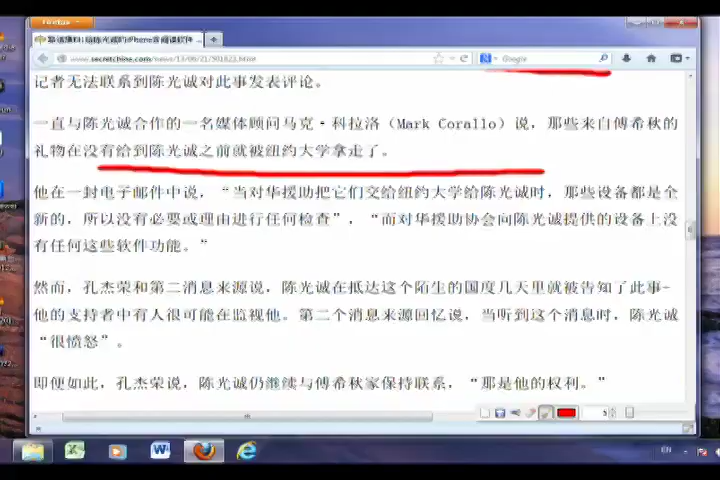 Firefox
www.secretchina.com/news/13/06/21/501822.html
Google
记者无法联系到陈光诚对此事发表评论。
一直与陈光诚合作的一名媒体顾问马克·科拉洛（Mark Corallo）说，那些来自傅希秋的
礼物在没有给到陈光诚之前就被纽约大学拿走了。
他在一封电子邮件中说，“当对华援助把它们交给纽约大学给陈光诚时，那些设备都是全
新的，所以没有必要或理由进行任何检查”，“而对华援助协会向陈光诚提供的设备上没
有任何这些软件功能。”
然而，孔杰荣和第二消息来源说，陈光诚在抵达这个陌生的国度几天里就被告知了此事-
他的支持者中有人很可能在监视他。第二个消息来源回忆说，当听到这个消息时，陈光诚
“很愤怒”。
即便如此，孔杰荣说，陈光诚仍继续与傅希秋家保持联系，“那是他的权利。”
5
EN